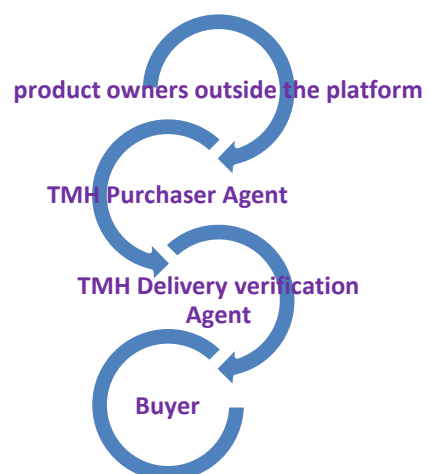 product owners outside the platform
TMH Purchaser Agent
TMH Delivery verification
Agent
Buyer